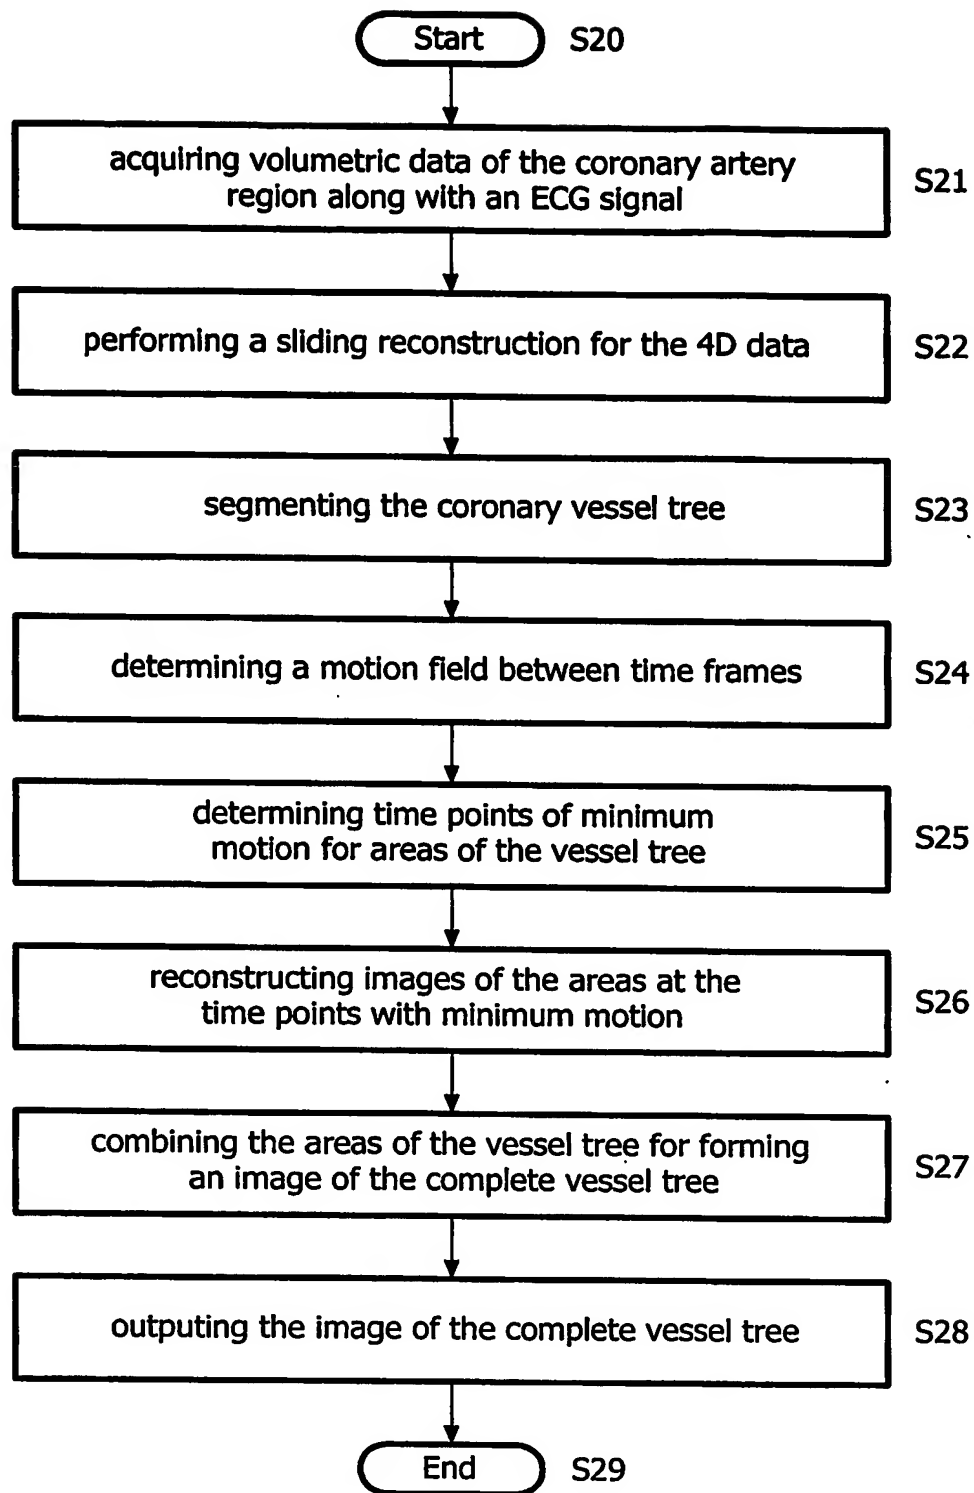 Start S20
acquiring volumetric data of the coronary artery
region along with an ECG signal
S21
performing a sliding reconstruction for the 4D data S22
segmenting the coronary vessel tree S23
determining a motion field between time frames S24
determining time points of minimum
motion for areas of the vessel tree
S25
reconstructing images of the areas at the
time points with minimum motion
S26
combining the areas of the vessel tree for forming
an image of the complete vessel tree
S27
outputing the image of the complete vessel tree S28
End S29